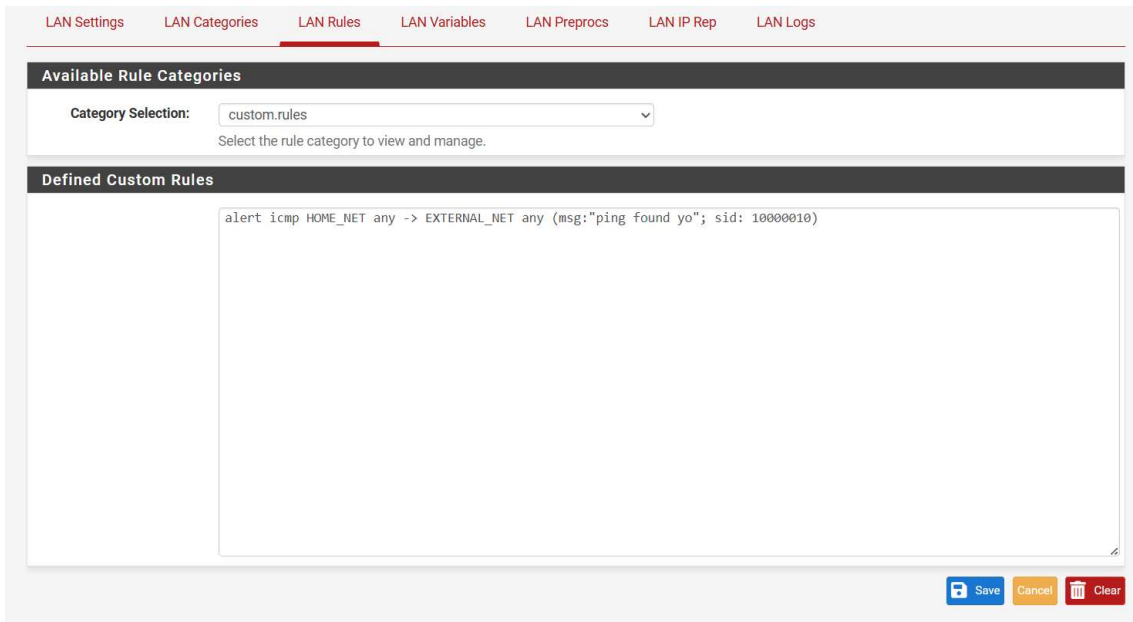 LAN Settings LAN Categories LAN Rules LAN Variables LAN Preprocs LAN IP Rep LAN Logs
Available Rule Categories
Category Selection: custom.rules
Select the rule category to view and manage.
Defined Custom Rules
alert icmp HOME_NET any -> EXTERNAL_NET any (msg:"ping found yo"; sid: 10000010)
Save Cancel Clear